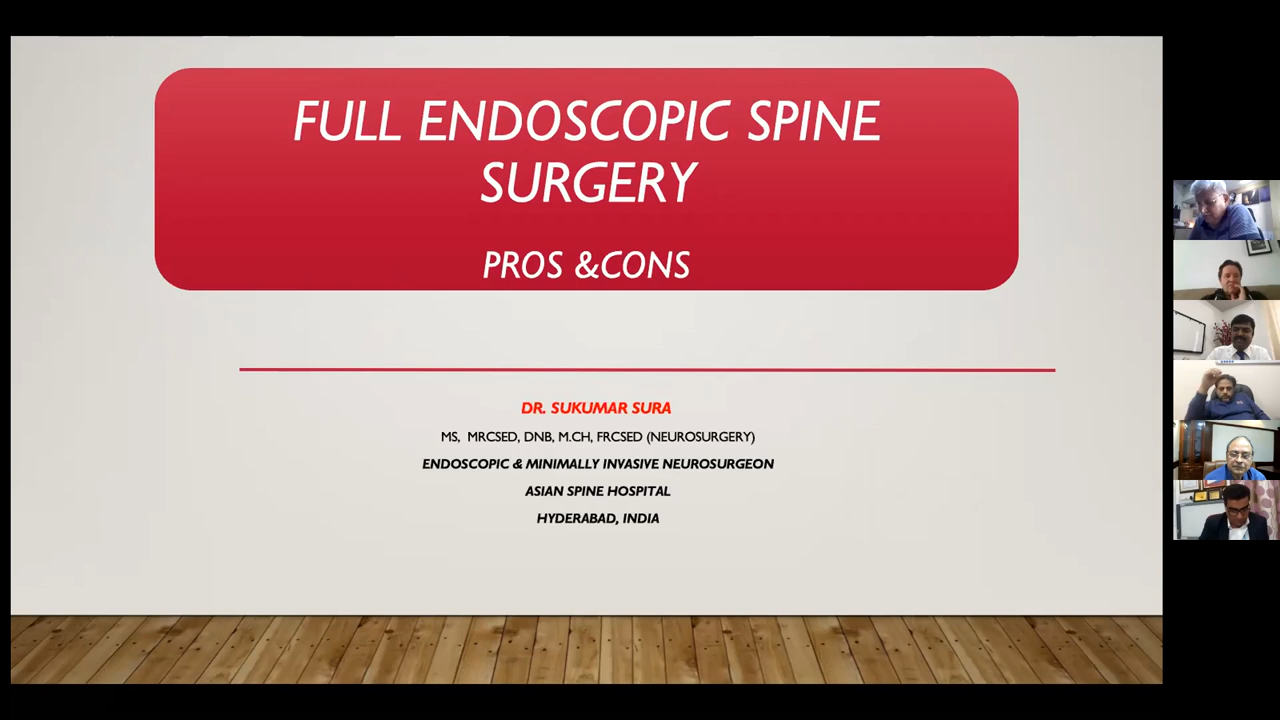 FULL ENDOSCOPIC SPINE
SURGERY
PROS &CONS
DR. SUKUMAR SURA
MS, MRCSED, DNB, M.CH, FRCSED (NEUROSURGERY)
ENDOSCOPIC & MINIMALLY INVASIVE NEUROSURGEON
ASIAN SPINE HOSPITAL
HYDERABAD, INDIA